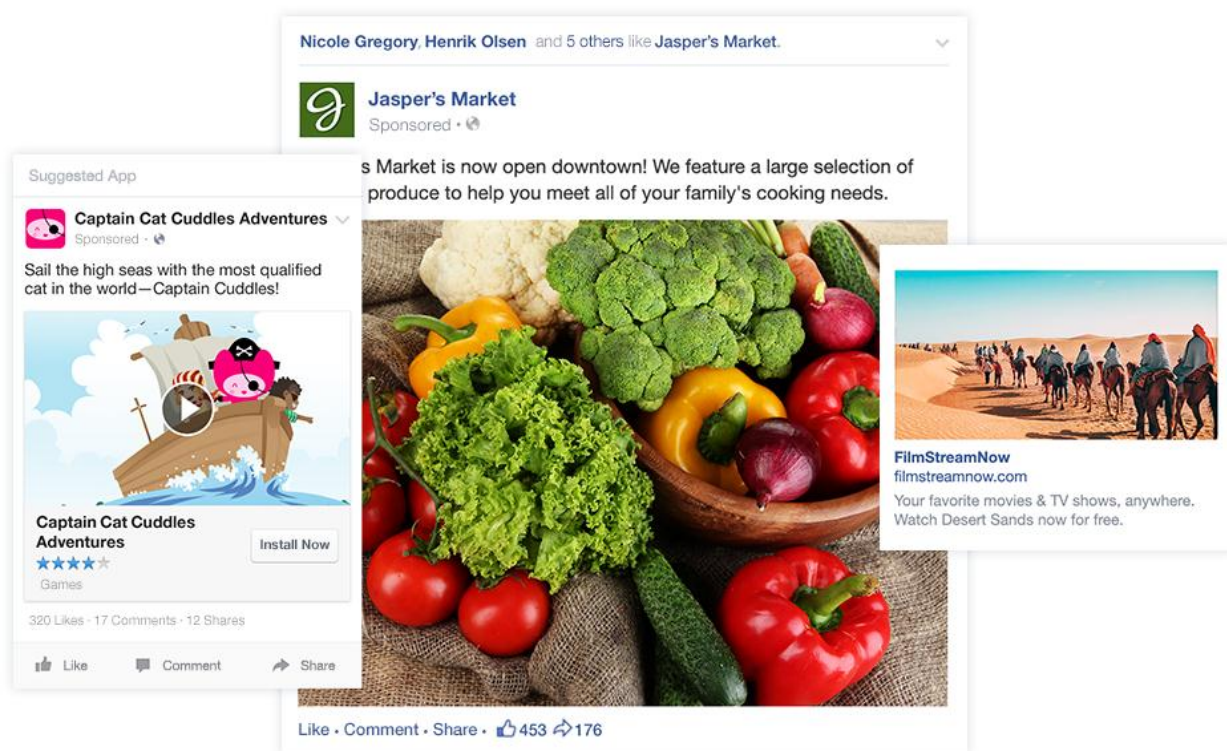 Nicole Gregory, Henrik Olsen and 5 others like Jasper's Market.
Jasper's Market
Sponsored ·
s Market is now open downtown! We feature a large selection of
produce to help you meet all of your family's cooking needs.
Like · Comment · Share · 453 176
Suggested App
Captain Cat Cuddles Adventures
Sponsored ·
Sail the high seas with the most qualified
cat in the world—Captain Cuddles!
Captain Cat Cuddles
Adventures
Install Now
Games
320 Likes · 17 Comments · 12 Shares
Like Comment Share
FilmStreamNow
filmstreamnow.com
Your favorite movies & TV shows, anywhere.
Watch Desert Sands now for free.